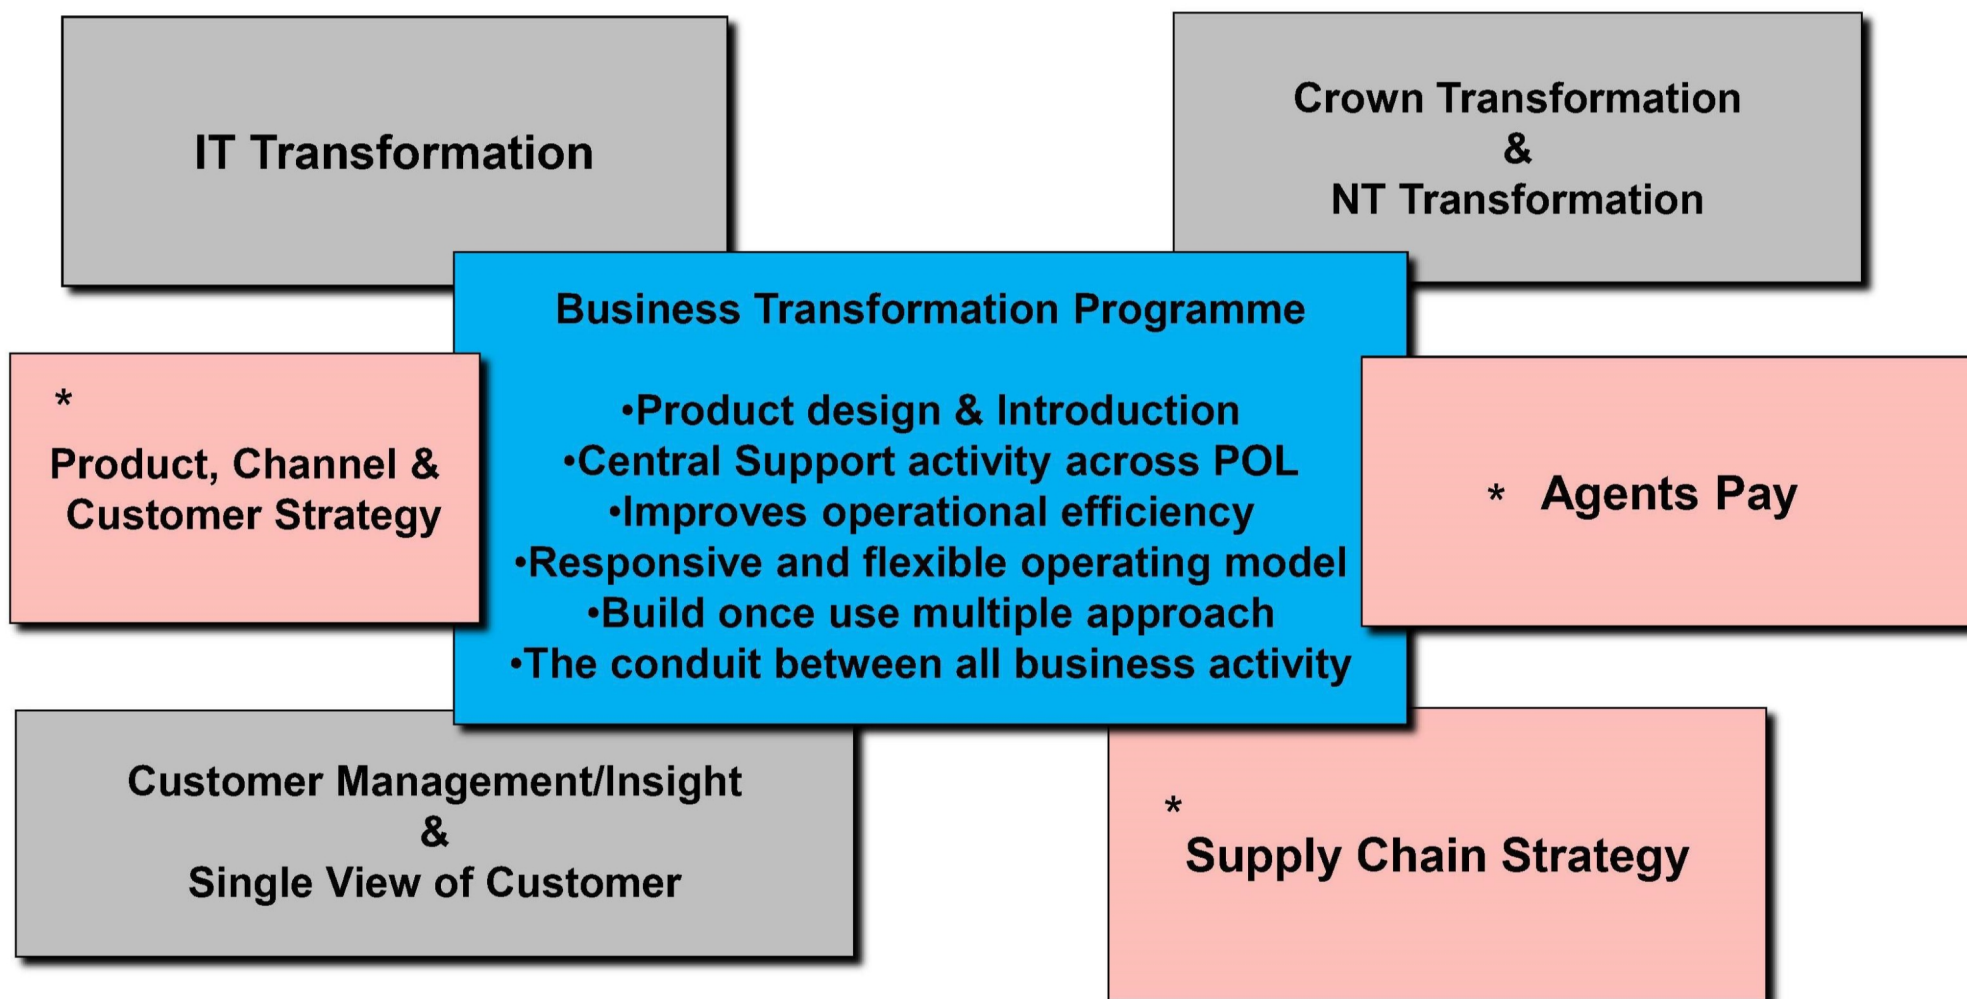 IT Transformation
Crown Transformation
&
NT Transformation
Business Transformation Programme
•Product design & Introduction
•Central Support activity across POL
•Improves operational efficiency
•Responsive and flexible operating model
•Build once use multiple approach
•The conduit between all business activity
*
Product, Channel &
Customer Strategy
* Agents Pay
Customer Management/Insight
&
Single View of Customer
*
Supply Chain Strategy